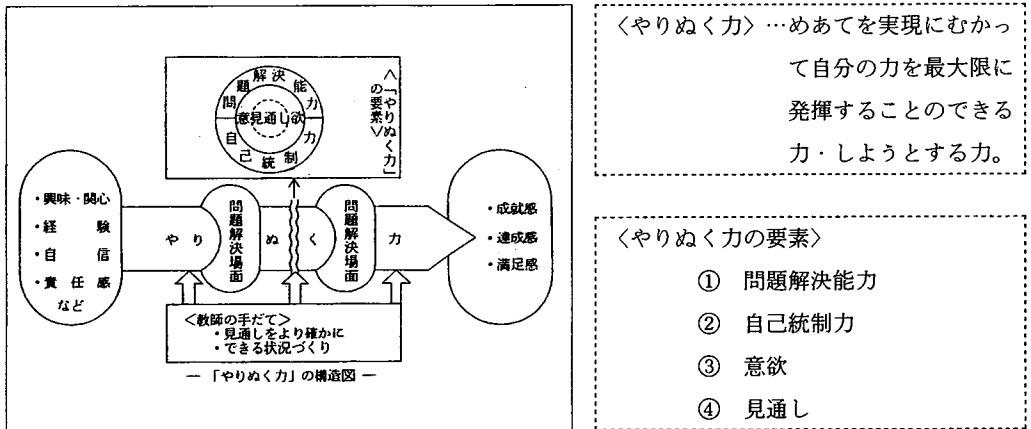 問題解決能力
意見通し欲
自己統制力
〈「やりぬく力」
の要素〉
・興味・関心
・経験
・自信
・責任感
など
やりぬく力
問題解決場面
問題解決場面
・成就感
・達成感
・満足感
〈教師の手だて〉
・見通しをより確かに
・できる状況づくり
― 「やりぬく力」の構造図 ―
〈やりぬく力〉…めあてを実現にむかっ
て自分の力を最大限に
発揮することのできる
力・しようとする力。
〈やりぬく力の要素〉
① 問題解決能力
② 自己統制力
③ 意欲
④ 見通し